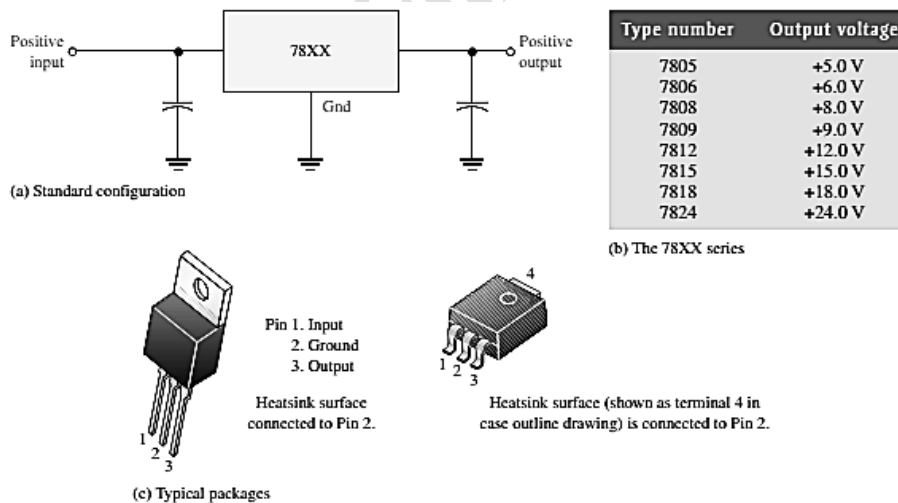 Positive
input
78XX
Gnd
Positive
output
(a) Standard configuration
Type number Output voltage
7805 +5.0 V
7806 +6.0 V
7808 +8.0 V
7809 +9.0 V
7812 +12.0 V
7815 +15.0 V
7818 +18.0 V
7824 +24.0 V
(b) The 78XX series
1
2
3
Pin 1. Input
2. Ground
3. Output
Heatsink surface
connected to Pin 2.
4
1
2
3
Heatsink surface (shown as terminal 4 in
case outline drawing) is connected to Pin 2.
(c) Typical packages